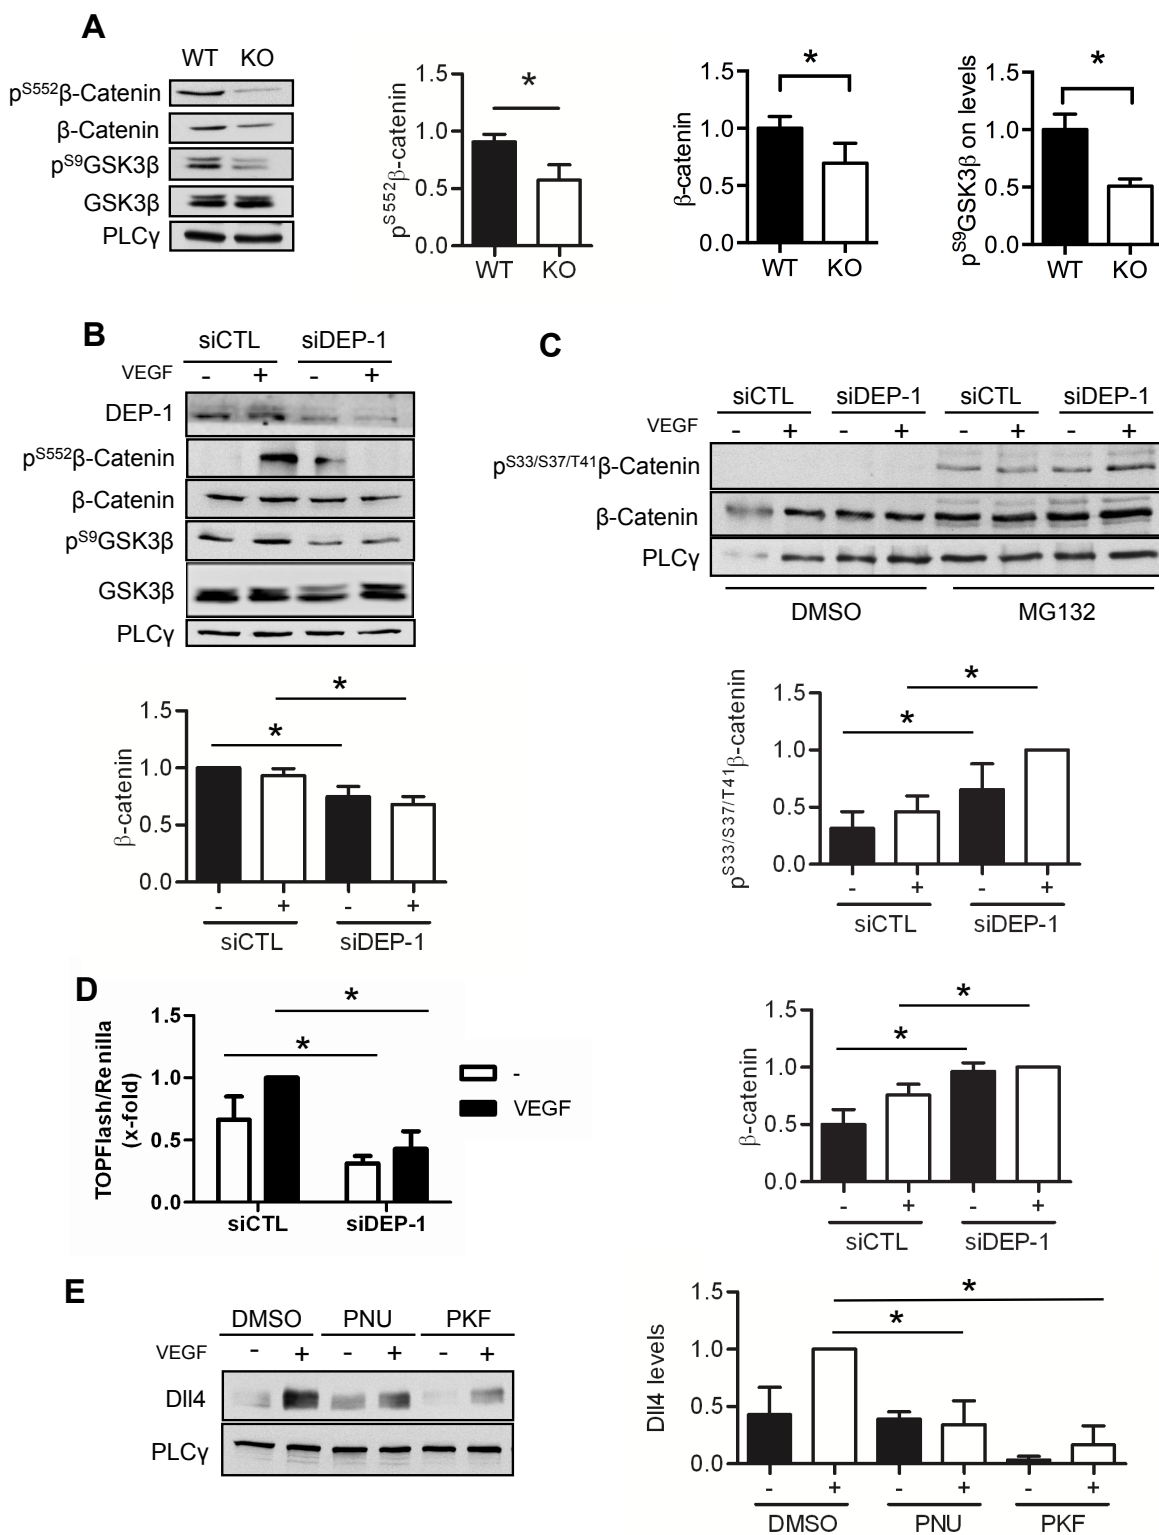 A
WT KO
pS552β-Catenin
β-Catenin
pS9GSK3β
GSK3β
PLCγ
pS552β-catenin
1.5
1.0
0.5
0.0
*
WT KO
β-catenin
1.5
1.0
0.5
0.0
*
WT KO
pS9GSK3β on levels
1.5
1.0
0.5
0.0
*
WT KO
B
siCTL siDEP-1
VEGF - + - +
DEP-1
pS552β-Catenin
β-Catenin
pS9GSK3β
GSK3β
PLCγ
β-catenin
1.5
1.0
0.5
0.0
*
*
- + - +
siCTL siDEP-1
C
siCTL siDEP-1 siCTL siDEP-1
VEGF - + - + - + - +
pS33/S37/T41β-Catenin
β-Catenin
PLCγ
DMSO MG132
pS33/S37/T41β-catenin
1.5
1.0
0.5
0.0
*
*
- + - +
siCTL siDEP-1
β-catenin
1.5
1.0
0.5
0.0
*
*
- + - +
siCTL siDEP-1
D
TOPFlash/Renilla
(x-fold)
1.5
1.0
0.5
0.0
*
*
siCTL siDEP-1
-
VEGF
E
DMSO PNU PKF
VEGF - + - + - +
Dll4
PLCγ
Dll4 levels
1.5
1.0
0.5
0.0
*
*
- + - + - +
DMSO PNU PKF